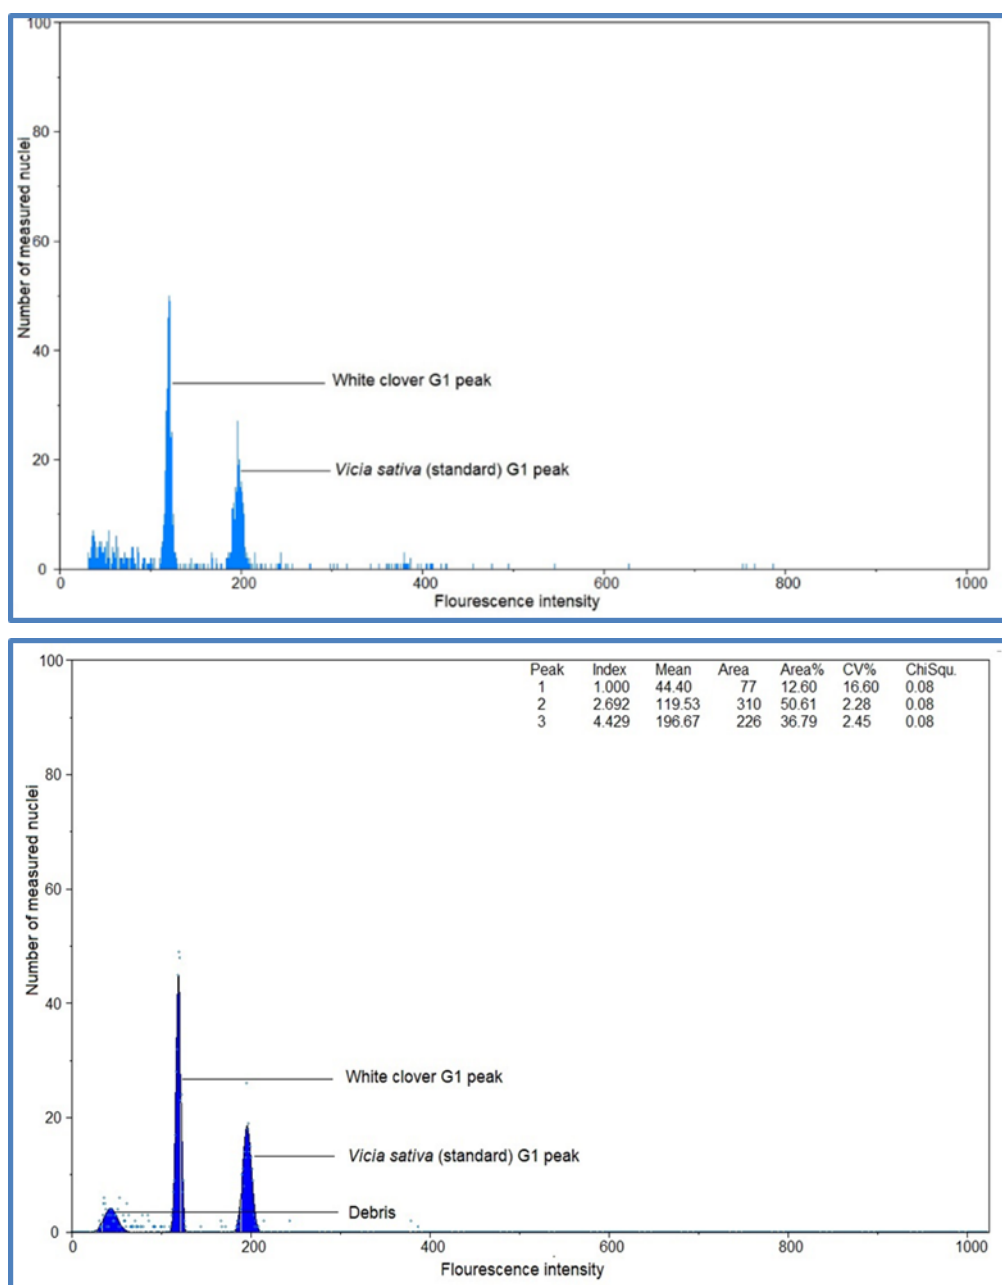 100
80
60
40
20
0
Number of measured nuclei
White clover G1 peak
Vicia sativa (standard) G1 peak
0 200 400 600 800 1000
Flourescence intensity
100
80
60
40
20
0
Number of measured nuclei
Peak Index Mean Area Area% CV% ChiSqu.
1 1.000 44.40 77 12.60 16.60 0.08
2 2.692 119.53 310 50.61 2.28 0.08
3 4.429 196.67 226 36.79 2.45 0.08
White clover G1 peak
Vicia sativa (standard) G1 peak
Debris
0 200 400 600 800 1000
Flourescence intensity